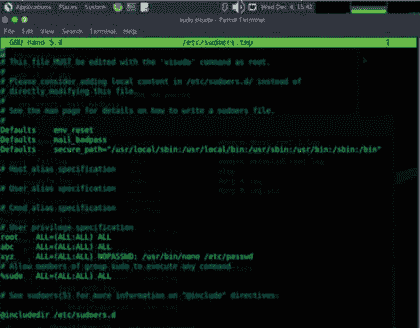 Applications Places System Wed Dec 4, 15:42
sudo visudo - Parrot Terminal
File Edit View Search Terminal Help
GNU nano 5.4 /etc/sudoers.tmp
#
# This file MUST be edited with the 'visudo' command as root.
#
# Please consider adding local content in /etc/sudoers.d/ instead of
# directly modifying this file.
#
# See the man page for details on how to write a sudoers file.
#
Defaults env_reset
Defaults mail_badpass
Defaults secure_path="/usr/local/sbin:/usr/local/bin:/usr/sbin:/usr/bin:/sbin:/bin"
# Host alias specification
# User alias specification
# Cmnd alias specification
# User privilege specification
root ALL=(ALL:ALL) ALL
abc ALL=(ALL:ALL) ALL
xyz ALL=(ALL:ALL) NOPASSWD: /usr/bin/nano /etc/passwd
# Allow members of group sudo to execute any command
%sudo ALL=(ALL:ALL) ALL
# See sudoers(5) for more information on "@include" directives:
@includedir /etc/sudoers.d